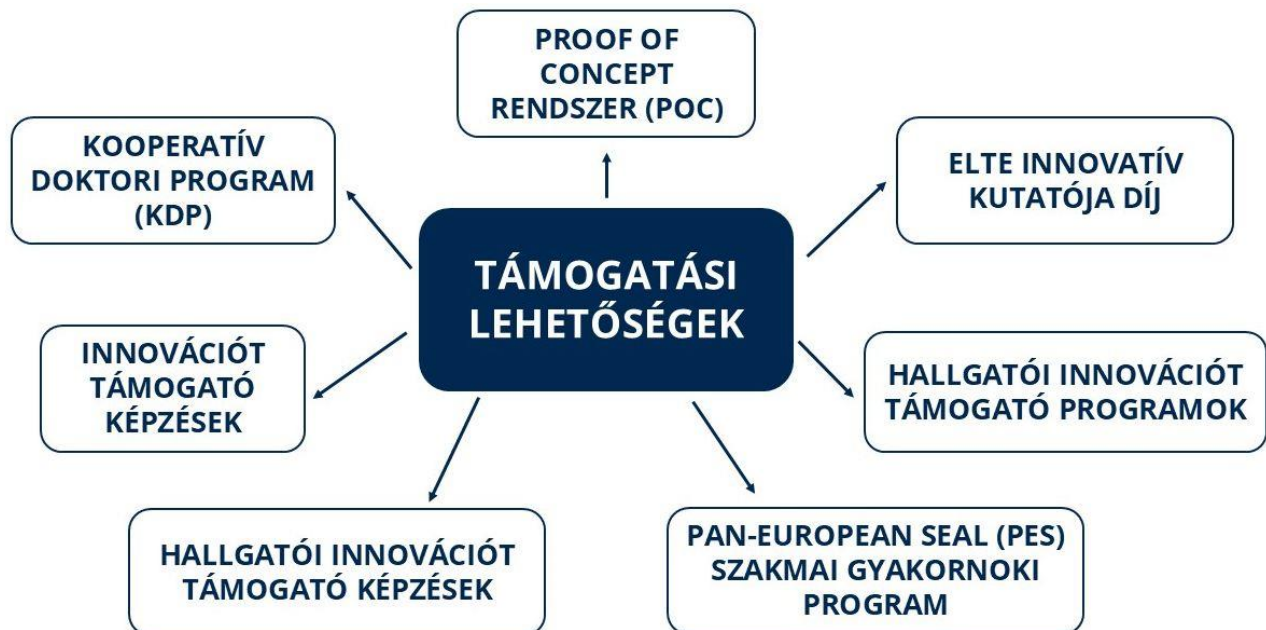 PROOF OF
CONCEPT
RENDSZER (POC)
KOOPERATÍV
DOKTORI PROGRAM
(KDP)
ELTE INNOVATÍV
KUTATÓJA DÍJ
TÁMOGATÁSI
LEHETŐSÉGEK
INNOVÁCIÓT
TÁMOGATÓ
KÉPZÉSEK
HALLGATÓI INNOVÁCIÓT
TÁMOGATÓ PROGRAMOK
HALLGATÓI INNOVÁCIÓT
TÁMOGATÓ KÉPZÉSEK
PAN-EUROPEAN SEAL (PES)
SZAKMAI GYAKORNOKI
PROGRAM